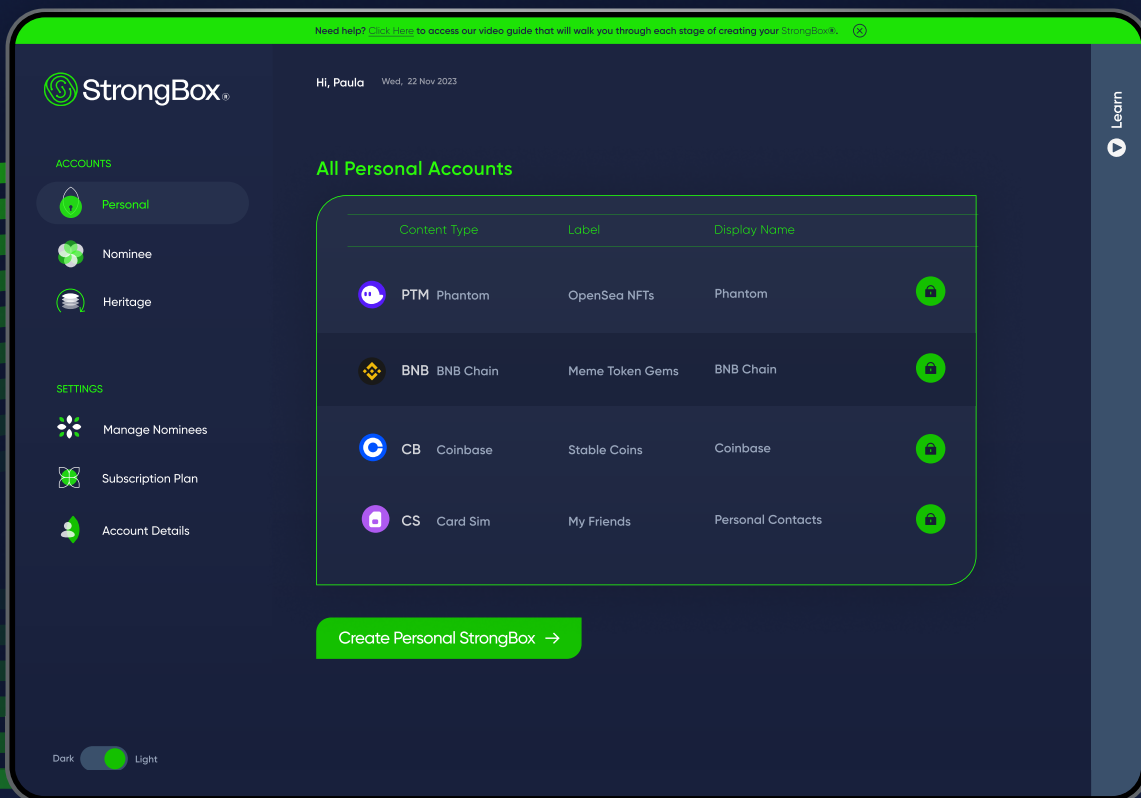 Need help? Click Here to access our video guide that will walk you through each stage of creating your StrongBox®.
StrongBox®
Hi, Paula Wed, 22 Nov 2023
Learn
ACCOUNTS
Personal
Nominee
Heritage
SETTINGS
Manage Nominees
Subscription Plan
Account Details
Dark Light
All Personal Accounts
Content Type Label Display Name
PTM Phantom OpenSea NFTs Phantom
BNB BNB Chain Meme Token Gems BNB Chain
CB Coinbase Stable Coins Coinbase
CS Card Sim My Friends Personal Contacts
Create Personal StrongBox →